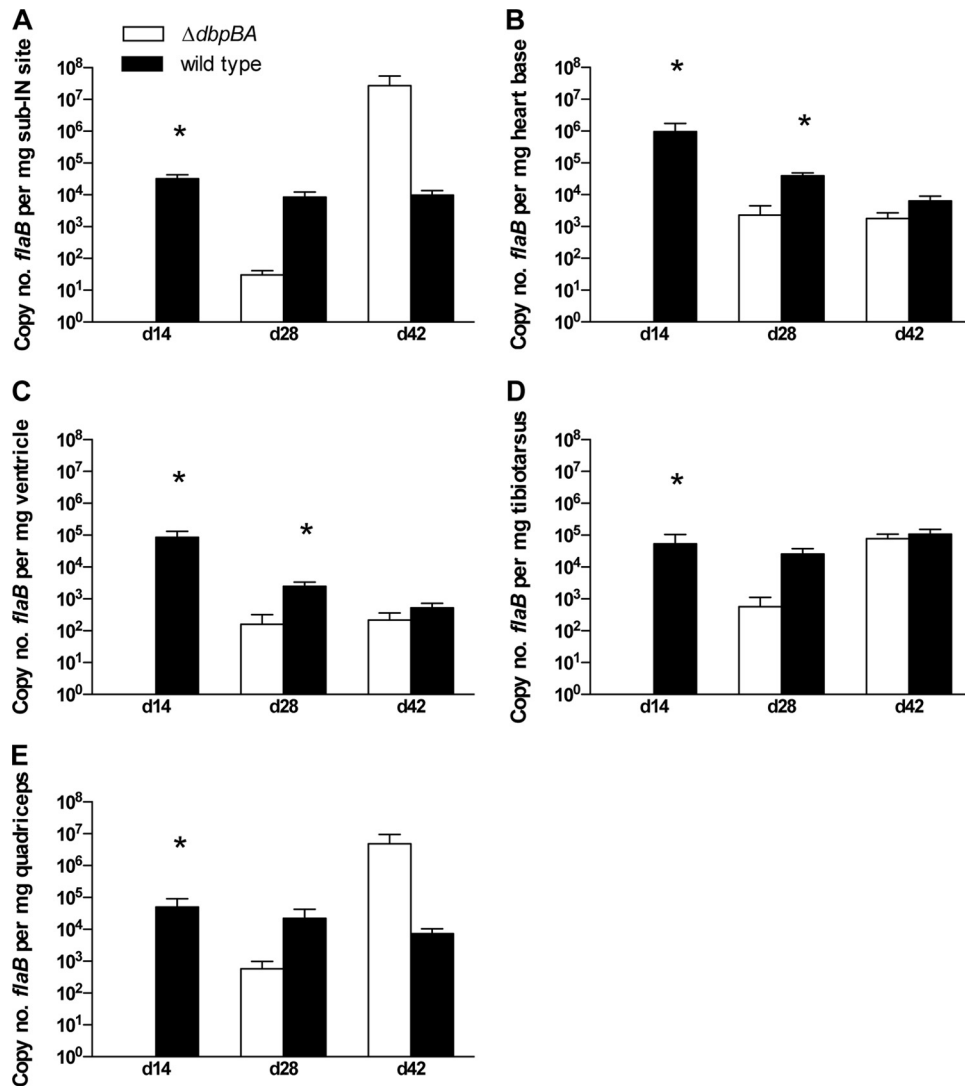 A
ΔdbpBA
wild type
Copy no. flaB per mg sub-IN site
10⁸
10⁷
10⁶
10⁵
10⁴
10³
10²
10¹
10⁰
*
d14 d28 d42
B
Copy no. flaB per mg heart base
10⁸
10⁷
10⁶
10⁵
10⁴
10³
10²
10¹
10⁰
* *
d14 d28 d42
C
Copy no. flaB per mg ventricle
10⁸
10⁷
10⁶
10⁵
10⁴
10³
10²
10¹
10⁰
* *
d14 d28 d42
D
Copy no. flaB per mg tibiotarsus
10⁸
10⁷
10⁶
10⁵
10⁴
10³
10²
10¹
10⁰
*
d14 d28 d42
E
Copy no. flaB per mg quadriceps
10⁸
10⁷
10⁶
10⁵
10⁴
10³
10²
10¹
10⁰
*
d14 d28 d42